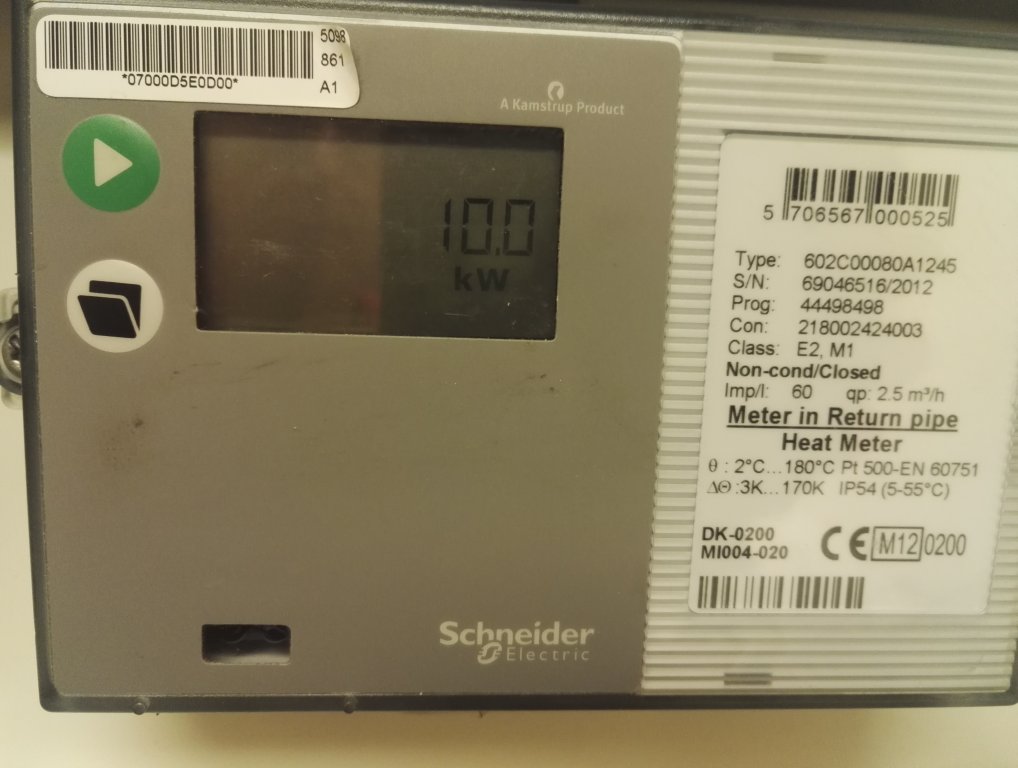 5098
861
A1
*07000D5E0D00*
A Kamstrup Product
10.0
kW
5 706567 000525
Type: 602C00080A1245
S/N: 69046516/2012
Prog: 44498498
Con: 218002424003
Class: E2, M1
Non-cond/Closed
Imp/l: 60 qp: 2.5 m³/h
Meter in Return pipe
Heat Meter
θ : 2°C...180°C Pt 500-EN 60751
ΔΘ :3K...170K IP54 (5-55°C)
DK-0200
MI004-020
CE M12 0200
Schneider
Electric